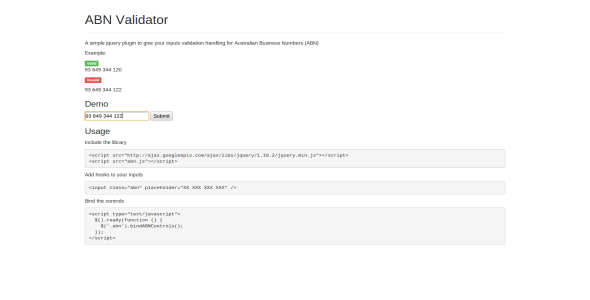 ABN Validator
A simple jquery plugin to give your inputs validation handling for Australian Business Numbers (ABN)
Example:
Valid
93 649 344 120
Invalid
93 649 344 122
Demo
93 649 344 122 Submit
Usage
Include the library
<script src="http://ajax.googleapis.com/ajax/libs/jquery/1.10.2/jquery.min.js"></script>
<script src="abn.js"></script>
Add hooks to your inputs
<input class="abn" placeholder="XX XXX XXX XXX" />
Bind the controls
<script type="text/javascript">
$().ready(function () {
$('.abn').bindABNControls();
});
</script>